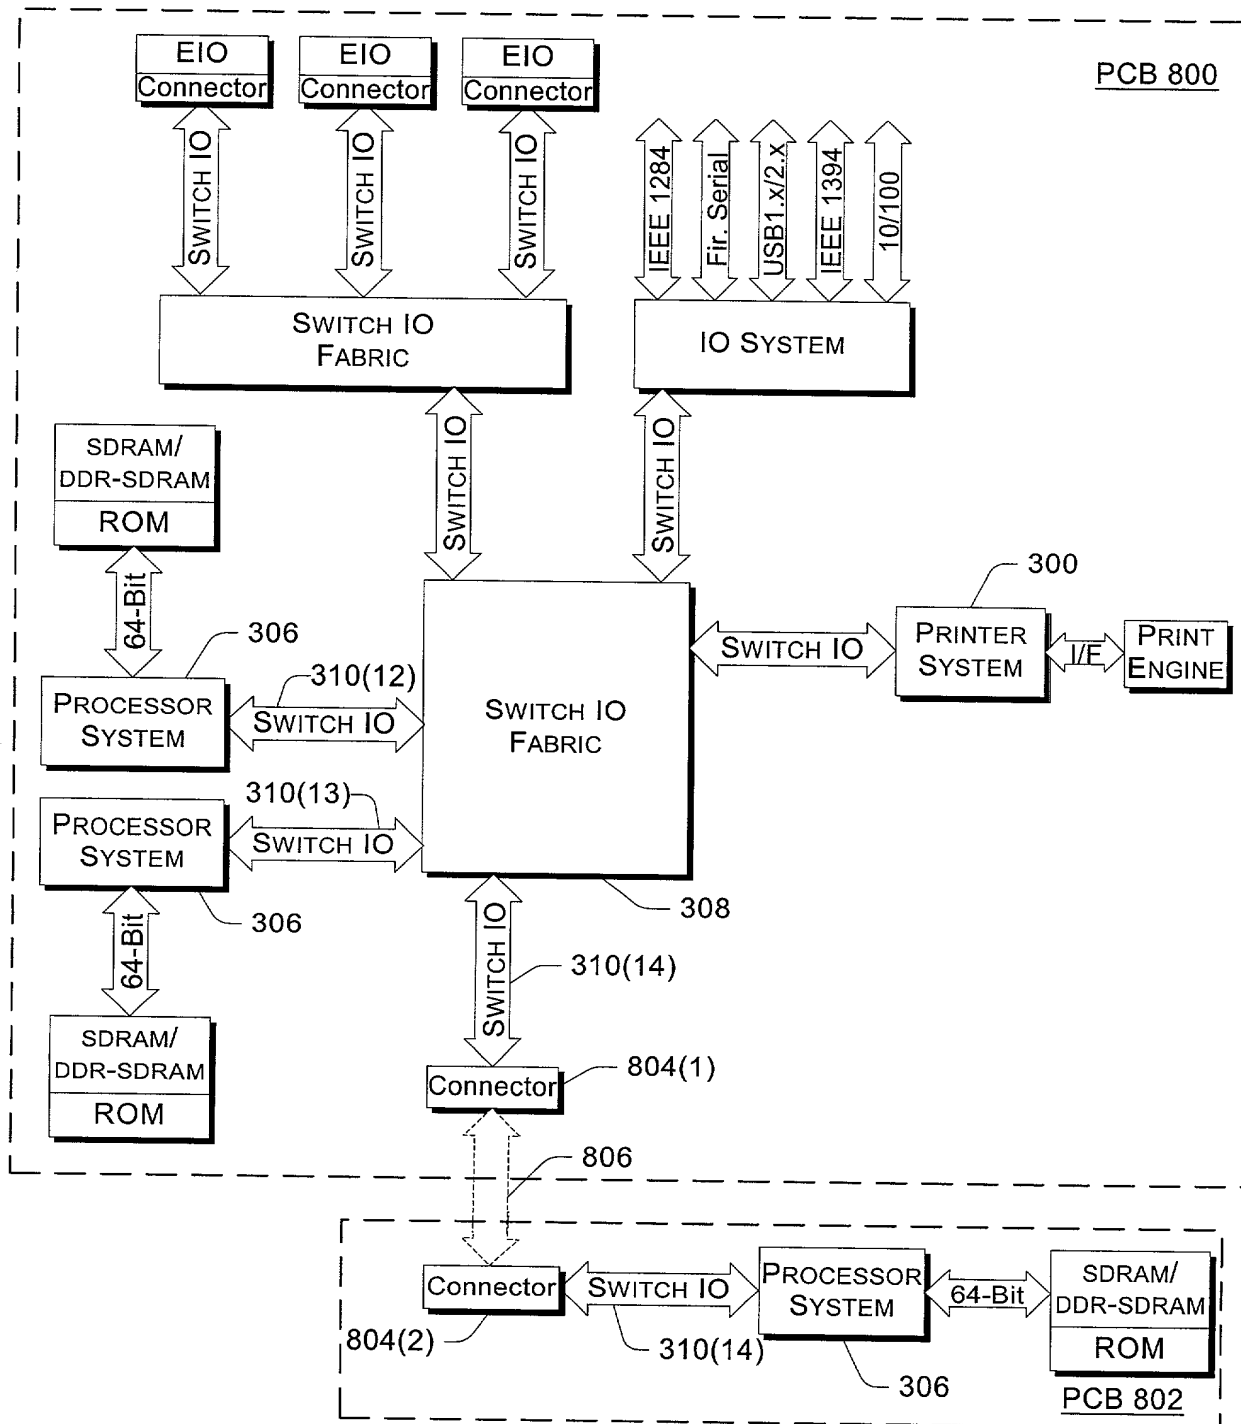 EIO
Connector
EIO
Connector
EIO
Connector
PCB 800
SWITCH IO
SWITCH IO
SWITCH IO
IEEE 1284
Fir. Serial
USB1.x/2.x
IEEE 1394
10/100
SWITCH IO
FABRIC
IO SYSTEM
SWITCH IO
SWITCH IO
SDRAM/
DDR-SDRAM
ROM
64-Bit
306
310(12)
PROCESSOR
SYSTEM
SWITCH IO
SWITCH IO
FABRIC
300
SWITCH IO
PRINTER
SYSTEM
I/F
PRINT
ENGINE
310(13)
PROCESSOR
SYSTEM
SWITCH IO
306
308
64-Bit
SWITCH IO
310(14)
SDRAM/
DDR-SDRAM
ROM
Connector
804(1)
806
Connector
SWITCH IO
PROCESSOR
SYSTEM
64-Bit
SDRAM/
DDR-SDRAM
ROM
804(2)
310(14)
306
PCB 802